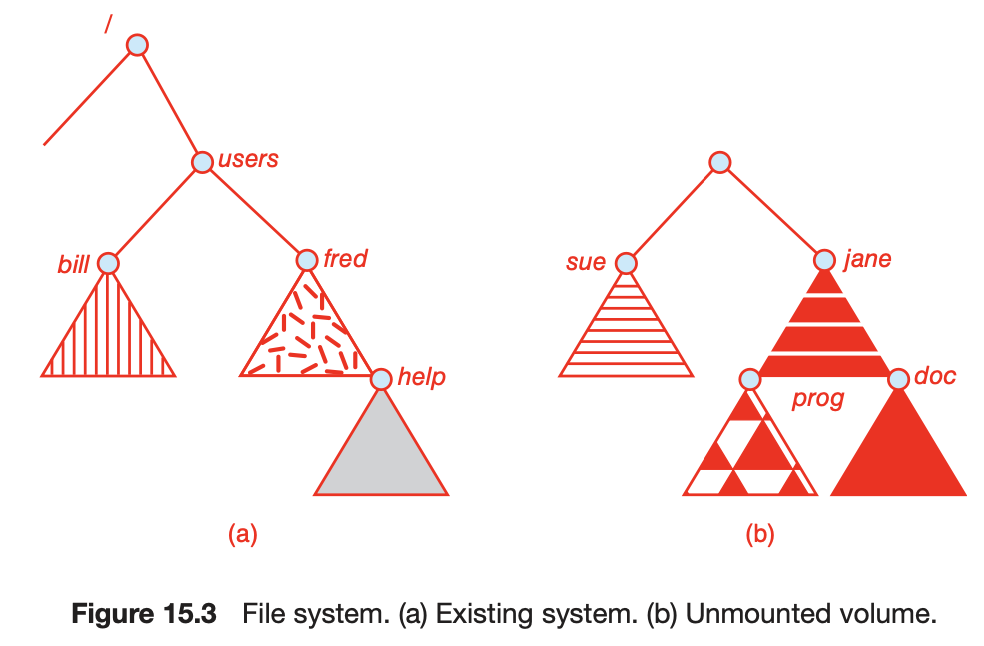 /
users
bill
fred
help
(a)
sue
jane
prog
doc
(b)
Figure 15.3 File system. (a) Existing system. (b) Unmounted volume.